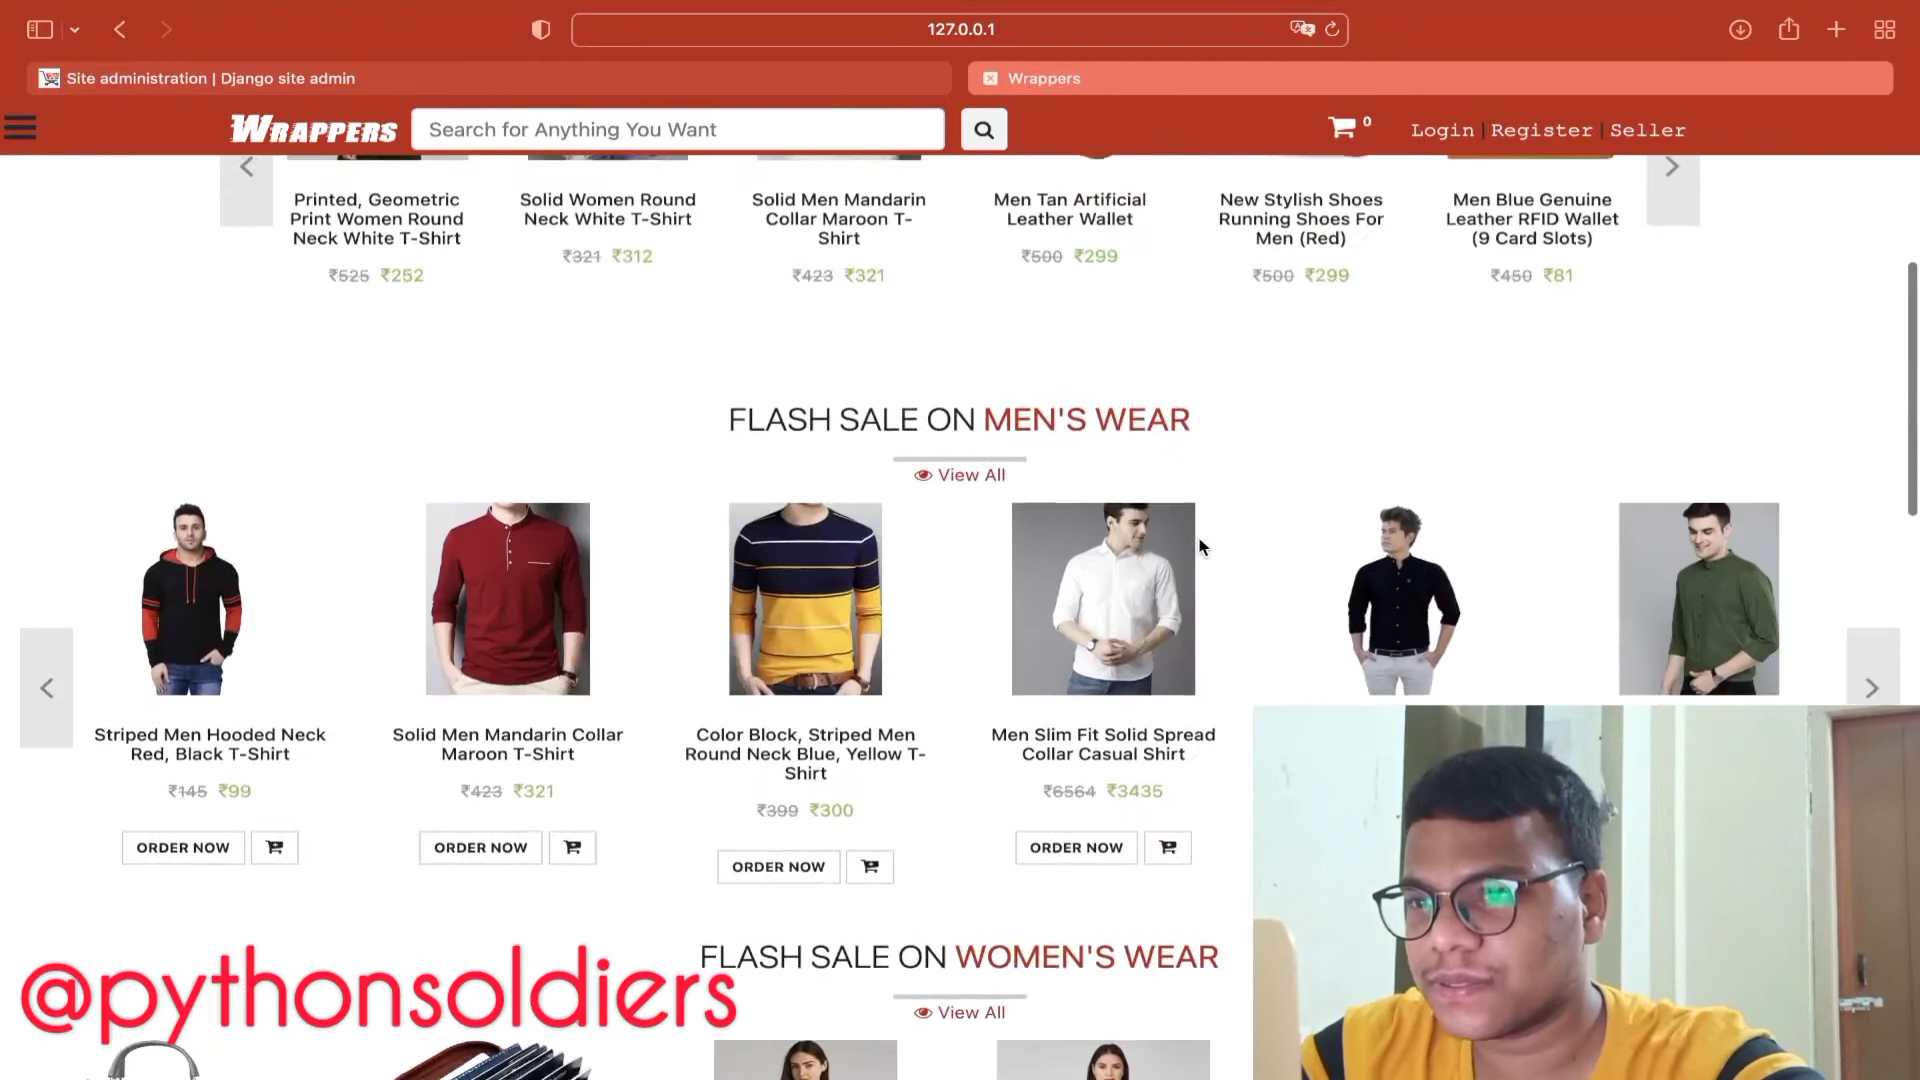 127.0.0.1
Site administration | Django site admin
Wrappers
WRAPPERS
Search for Anything You Want
0
Login | Register | Seller
Printed, Geometric
Print Women Round
Neck White T-Shirt
₹525 ₹252
Solid Women Round
Neck White T-Shirt
₹321 ₹312
Solid Men Mandarin
Collar Maroon T-
Shirt
₹423 ₹321
Men Tan Artificial
Leather Wallet
₹500 ₹299
New Stylish Shoes
Running Shoes For
Men (Red)
₹500 ₹299
Men Blue Genuine
Leather RFID Wallet
(9 Card Slots)
₹450 ₹81
FLASH SALE ON MEN'S WEAR
View All
Striped Men Hooded Neck
Red, Black T-Shirt
₹145 ₹99
ORDER NOW
Solid Men Mandarin Collar
Maroon T-Shirt
₹423 ₹321
ORDER NOW
Color Block, Striped Men
Round Neck Blue, Yellow T-
Shirt
₹399 ₹300
ORDER NOW
Men Slim Fit Solid Spread
Collar Casual Shirt
₹6564 ₹3435
ORDER NOW
FLASH SALE ON WOMEN'S WEAR
View All
@pythonsoldiers